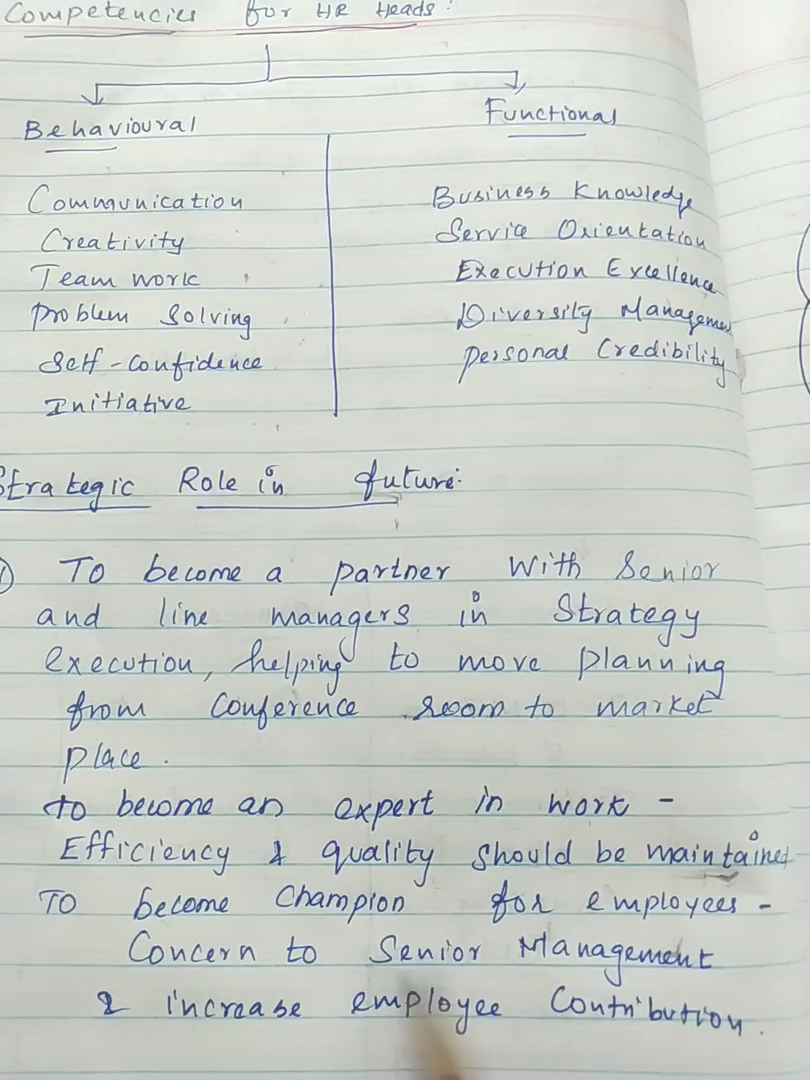 Competencies for HR Heads:
Behavioural
Functional
Communication
Creativity
Team work
Problem Solving
Self-Confidence
Initiative
Business Knowledge
Service Orientation
Execution Excellence
Diversity Managemen
Personal Credibility
Strategic Role in future:
1) To become a partner with Senior
and line managers in Strategy
execution, helping to move planning
from Conference room to market
place.
to become an expert in work -
Efficiency & quality should be maintained
To become Champion for employees -
Concern to Senior Management
& increase employee Contribution.